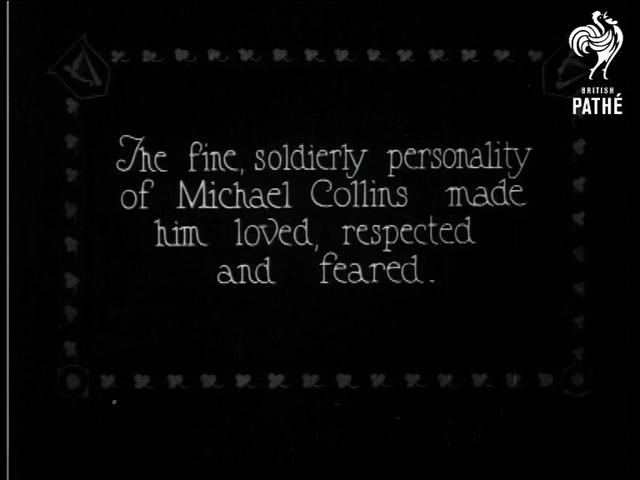 BRITISH
PATHÉ
The fine, soldierly personality
of Michael Collins made
him loved, respected
and feared.